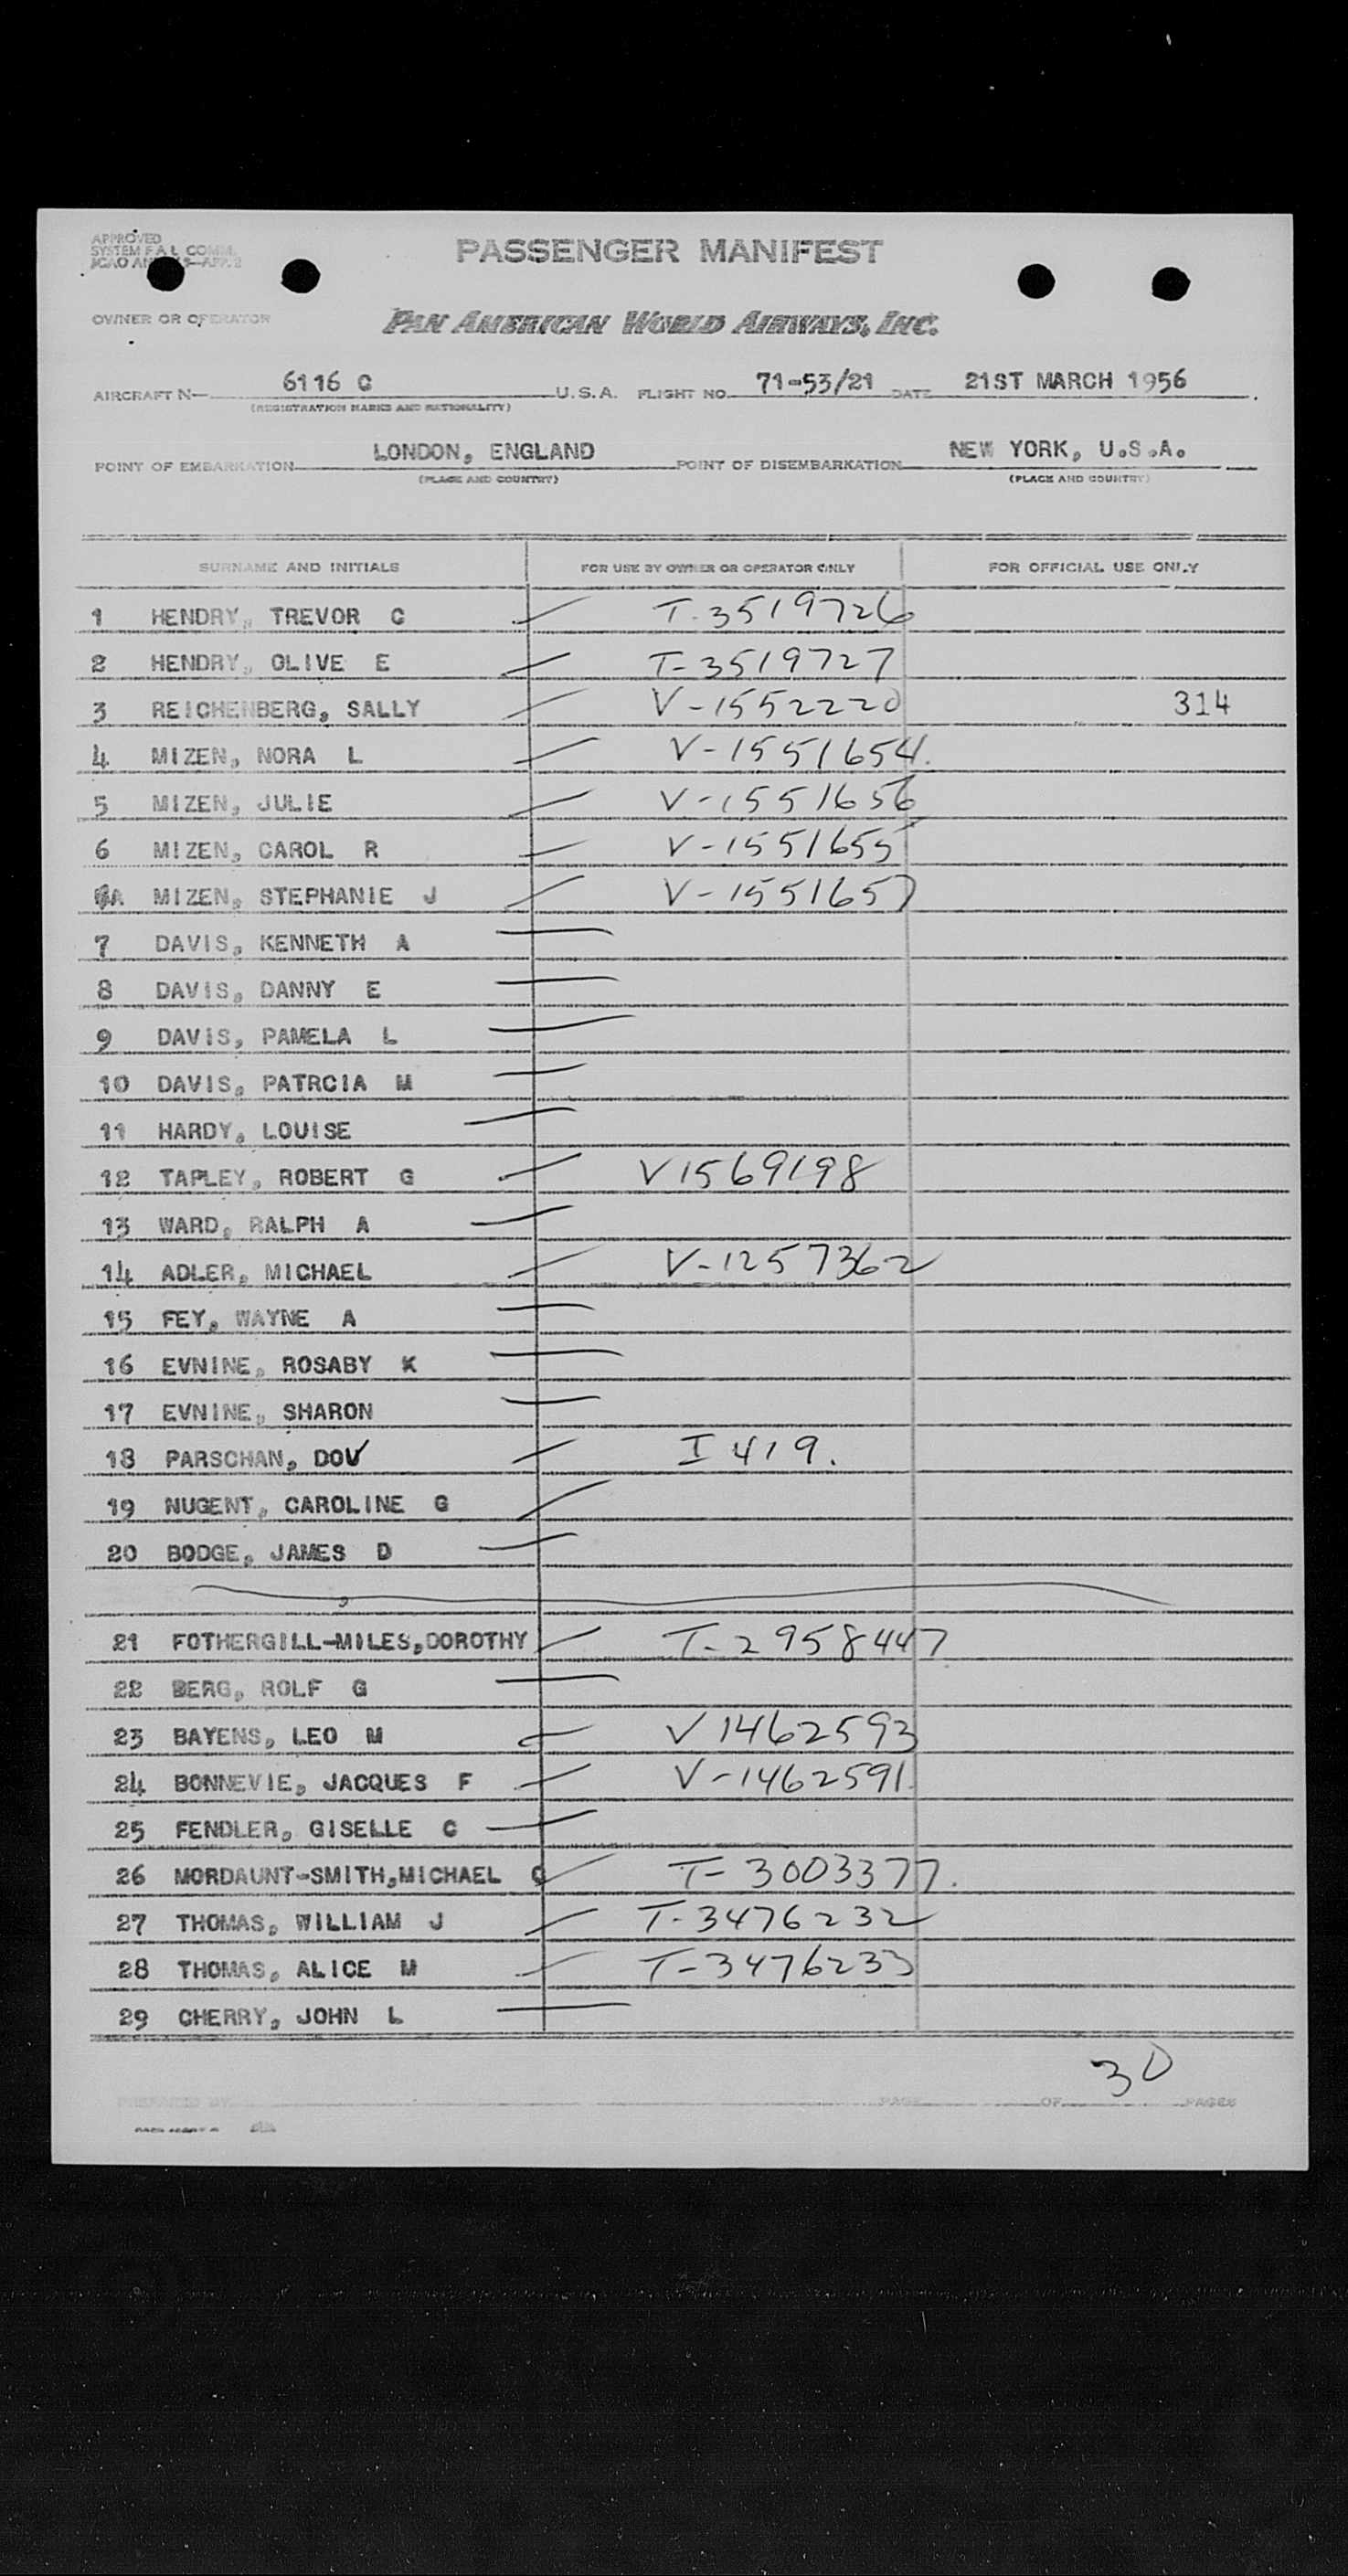 APPROVED
SYSTEM F.A.L. COMM.
PASSENGER MANIFEST
OWNER OR OPERATOR
PAN AMERICAN WORLD AIRWAYS, INC.
AIRCRAFT N— 6116 C U.S.A. FLIGHT NO. 71-53/21 DATE 21ST MARCH 1956
(REGISTRATION MARKS AND NATIONALITY)
POINT OF EMBARKATION LONDON, ENGLAND POINT OF DISEMBARKATION NEW YORK, U.S.A.
(PLACE AND COUNTRY) (PLACE AND COUNTRY)
SURNAME AND INITIALS FOR USE BY OWNER OR OPERATOR ONLY FOR OFFICIAL USE ONLY
1 HENDRY, TREVOR C T-3519726
2 HENDRY, OLIVE E T-3519727
3 REICHENBERG, SALLY V-1552220 314
4 MIZEN, NORA L V-1551654.
5 MIZEN, JULIE V-1551656
6 MIZEN, CAROL R V-1551655
6A MIZEN, STEPHANIE J V-1551657
7 DAVIS, KENNETH A
8 DAVIS, DANNY E
9 DAVIS, PAMELA L
10 DAVIS, PATRCIA M
11 HARDY, LOUISE
12 TAPLEY, ROBERT G V1569198
13 WARD, RALPH A
14 ADLER, MICHAEL V-1257362
15 FEY, WAYNE A
16 EVNINE, ROSABY K
17 EVNINE, SHARON
18 PARSCHAN, DOV I 419.
19 NUGENT, CAROLINE G
20 BODGE, JAMES D
21 FOTHERGILL-MILES,DOROTHY T-2958447
22 BERG, ROLF G
23 BAYENS, LEO M V1462593
24 BONNEVIE, JACQUES F V-1462591.
25 FENDLER, GISELLE C
26 MORDAUNT-SMITH,MICHAEL C T-3003377.
27 THOMAS, WILLIAM J T-3476232
28 THOMAS, ALICE M T-3476233
29 CHERRY, JOHN L
30
PREPARED BY PAGE OF PAGES